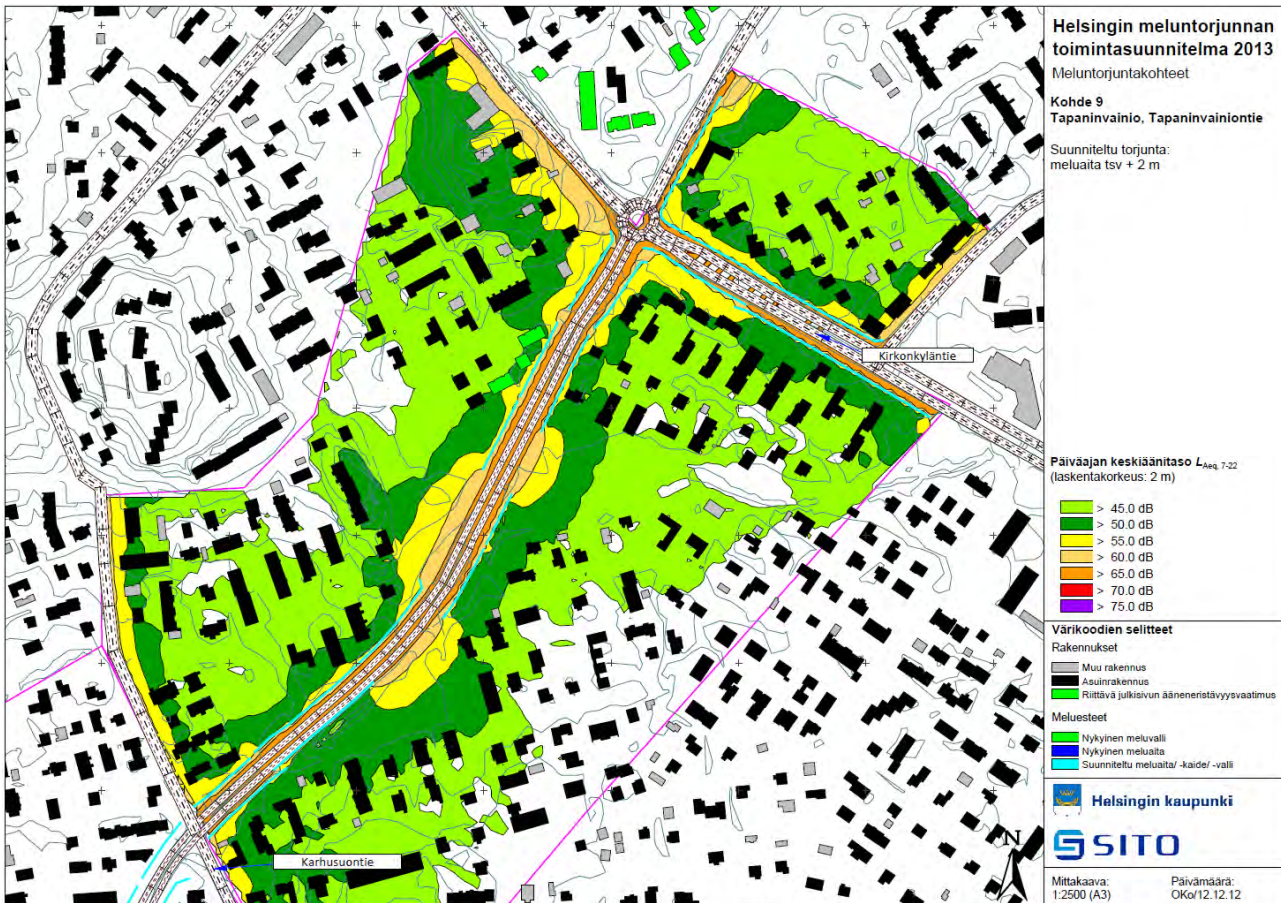 Helsingin meluntorjunnan
toimintasuunnitelma 2013
Meluntorjuntakohteet
Kohde 9
Tapaninvainio, Tapaninvainiontie
Suunniteltu torjunta:
meluaita tsv + 2 m
Kirkonkyläntie
Karhusuontie
Päiväajan keskiäänitaso LAeq, 7-22
(laskentakorkeus: 2 m)
> 45.0 dB
> 50.0 dB
> 55.0 dB
> 60.0 dB
> 65.0 dB
> 70.0 dB
> 75.0 dB
Värikoodien selitteet
Rakennukset
Muu rakennus
Asuinrakennus
Riittävä julkisivun ääneneristävyysvaatimus
Meluesteet
Nykyinen meluvalli
Nykyinen meluaita
Suunniteltu meluaita/ -kaide/ -valli
Helsingin kaupunki
SITO
N
Mittakaava:
1:2500 (A3)
Päivämäärä:
OKo/12.12.12